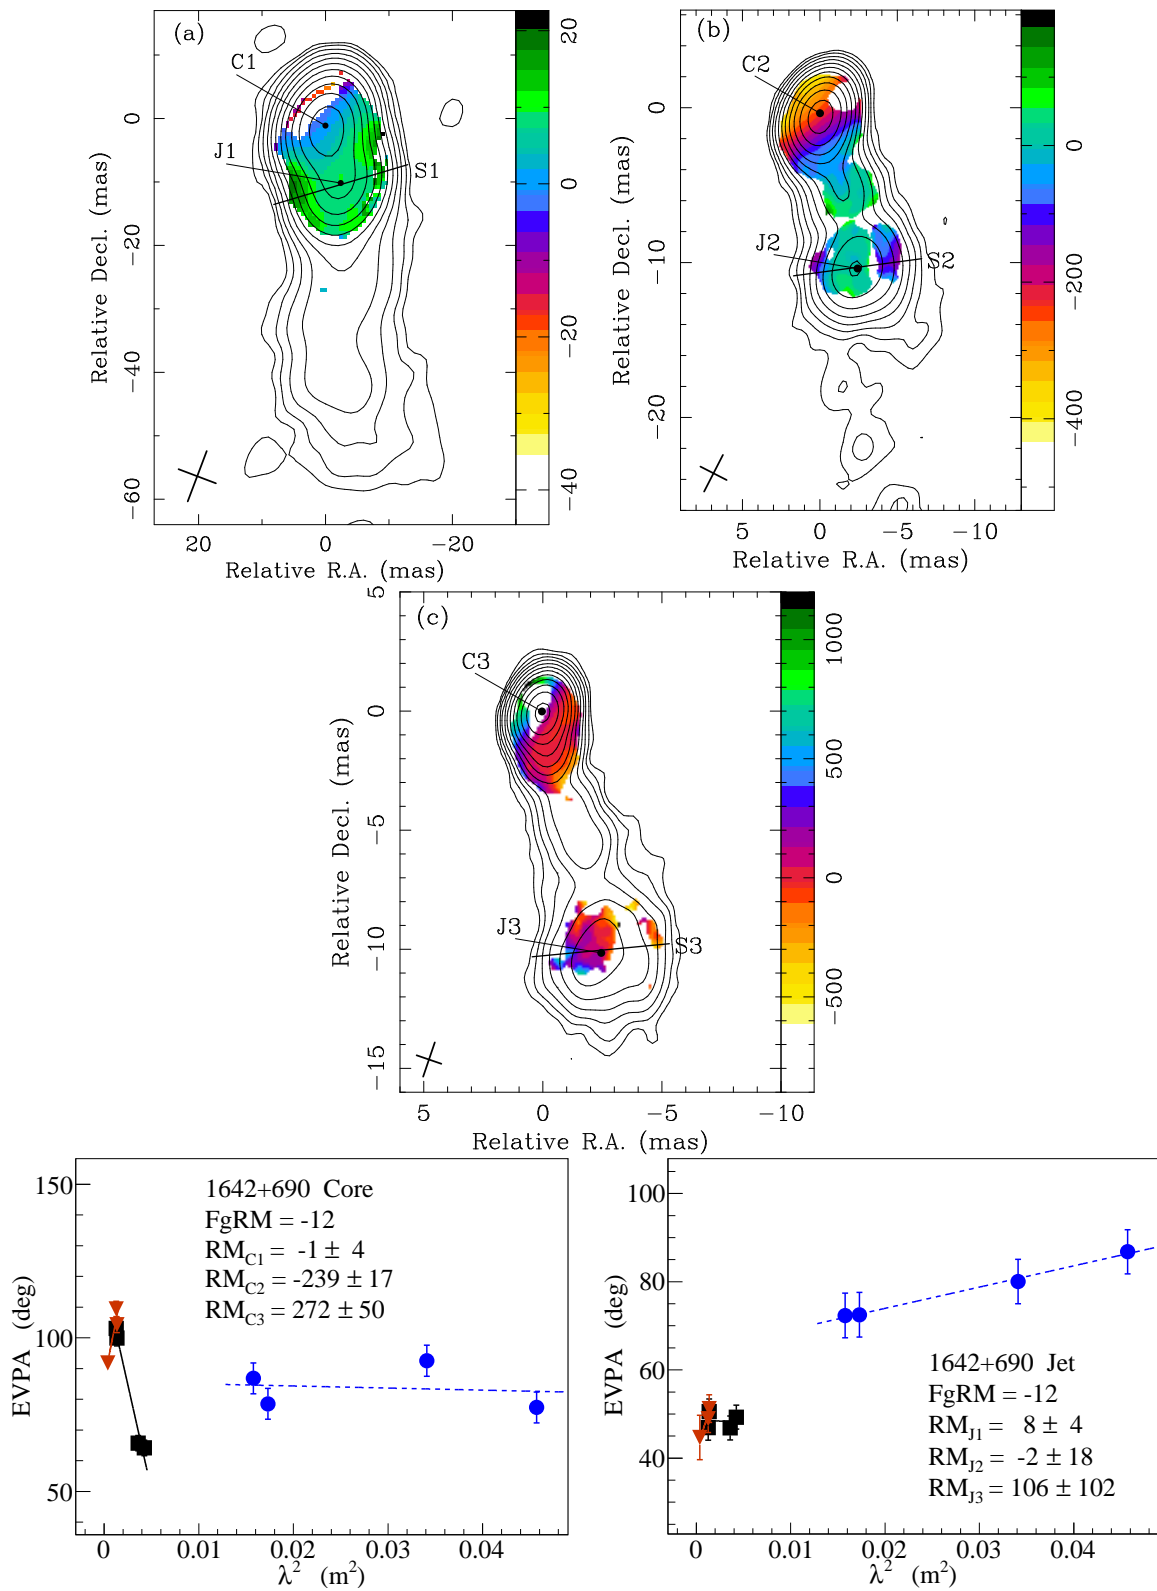 (a)
C1
J1
S1
Relative Decl. (mas)
0
−20
−40
−60
20
0
−20
Relative R.A. (mas)
20
0
−20
−40
(b)
C2
J2
S2
Relative Decl. (mas)
0
−10
−20
5
0
−5
−10
Relative R.A. (mas)
0
−200
−400
(c)
C3
J3
S3
Relative Decl. (mas)
5
0
−5
−10
−15
5
0
−5
−10
Relative R.A. (mas)
1000
500
0
−500
1642+690 Core
FgRM = -12
RM_C1 = -1 ± 4
RM_C2 = -239 ± 17
RM_C3 = 272 ± 50
EVPA (deg)
150
100
50
0
0.01
0.02
0.03
0.04
λ² (m²)
1642+690 Jet
FgRM = -12
RM_J1 = 8 ± 4
RM_J2 = -2 ± 18
RM_J3 = 106 ± 102
EVPA (deg)
100
80
60
40
0
0.01
0.02
0.03
0.04
λ² (m²)